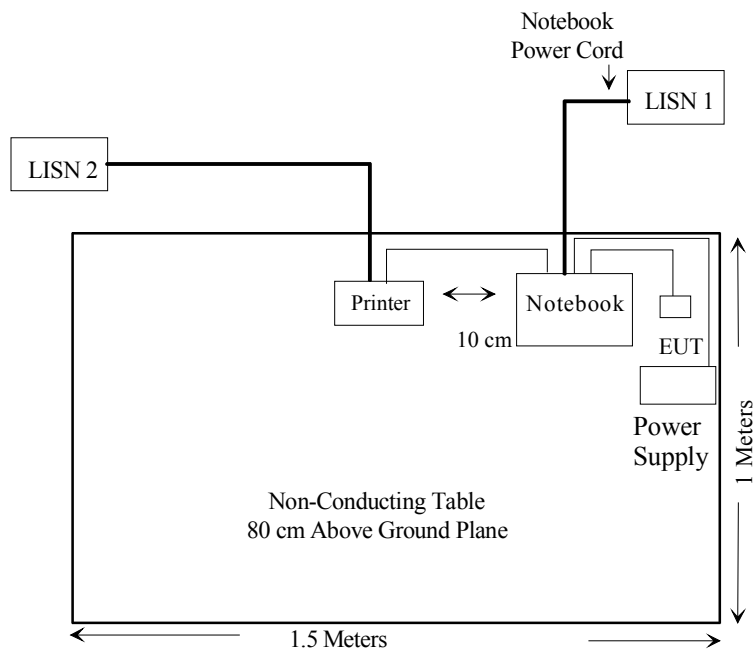 Notebook
Power Cord
LISN 1
LISN 2
Printer
Notebook
10 cm
EUT
Power
Supply
1 Meters
Non-Conducting Table
80 cm Above Ground Plane
1.5 Meters